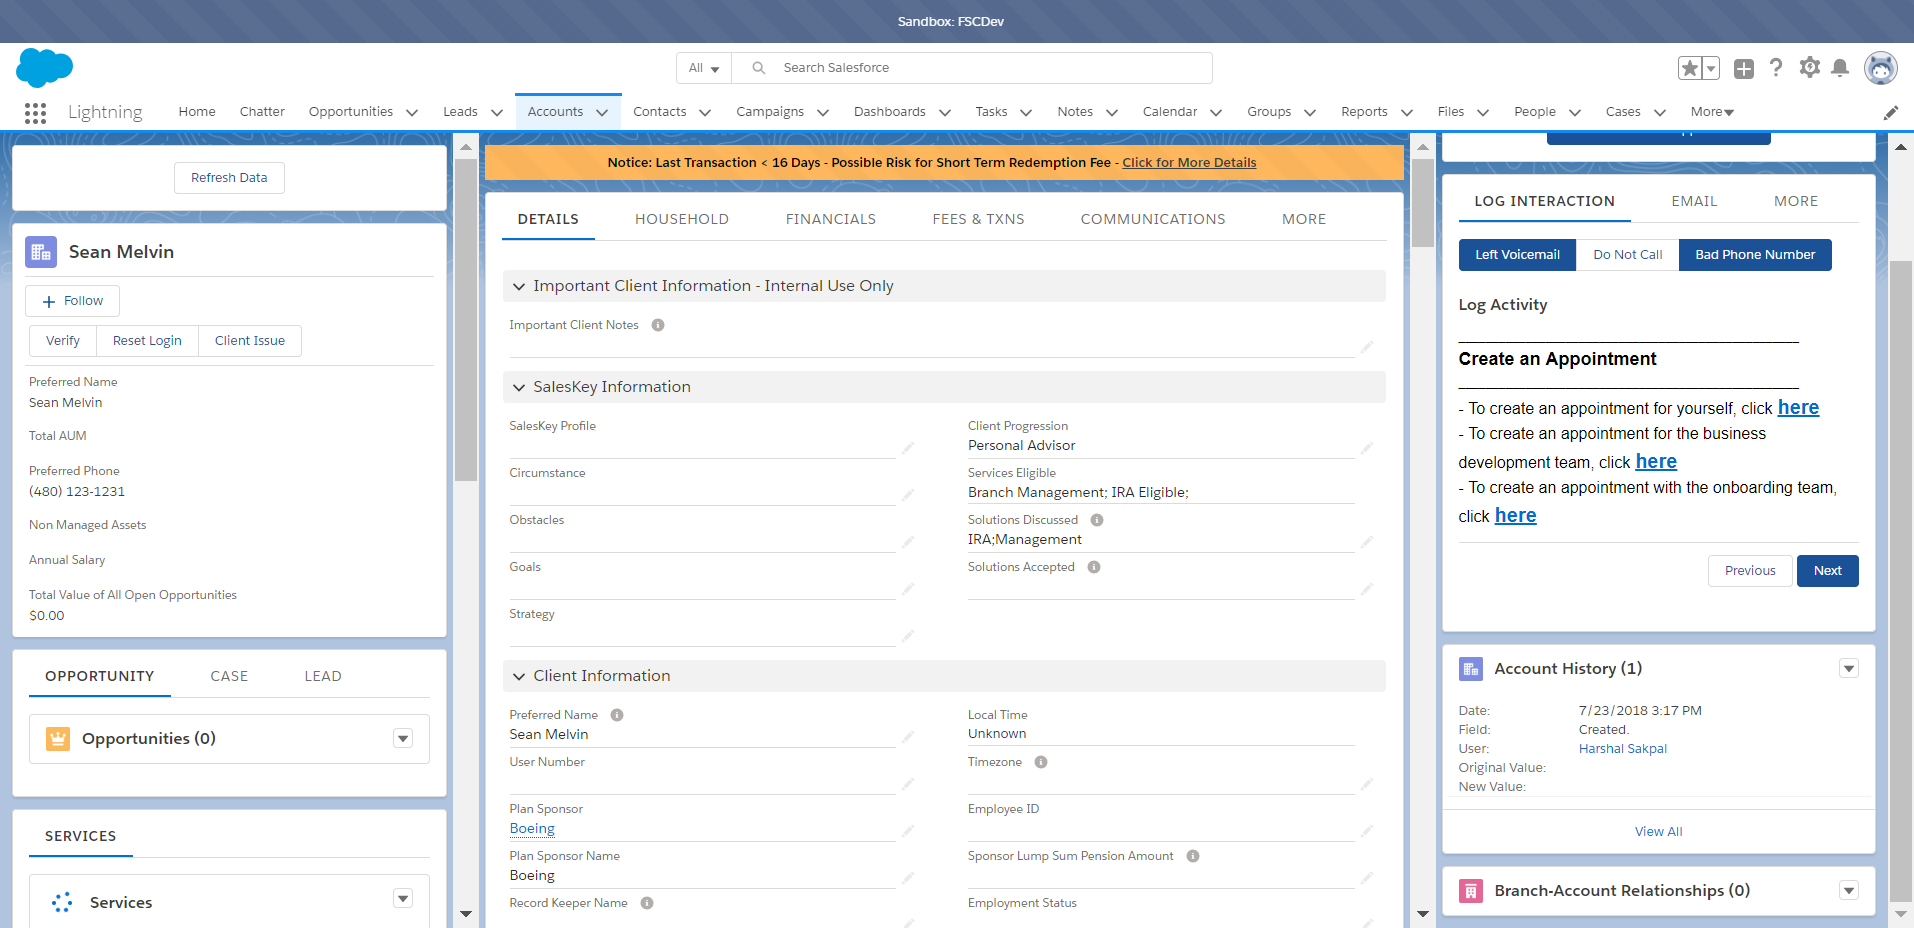 Sandbox: FSCDev
All
Search Salesforce
Lightning
Home
Chatter
Opportunities
Leads
Accounts
Contacts
Campaigns
Dashboards
Tasks
Notes
Calendar
Groups
Reports
Files
People
Cases
More
Refresh Data
Sean Melvin
Follow
Verify
Reset Login
Client Issue
Preferred Name
Sean Melvin
Total AUM
Preferred Phone
(480) 123-1231
Non Managed Assets
Annual Salary
Total Value of All Open Opportunities
$0.00
OPPORTUNITY
CASE
LEAD
Opportunities (0)
SERVICES
Services
Notice: Last Transaction < 16 Days - Possible Risk for Short Term Redemption Fee - Click for More Details
DETAILS
HOUSEHOLD
FINANCIALS
FEES & TXNS
COMMUNICATIONS
MORE
Important Client Information - Internal Use Only
Important Client Notes
SalesKey Information
SalesKey Profile
Client Progression
Personal Advisor
Circumstance
Services Eligible
Branch Management; IRA Eligible;
Obstacles
Solutions Discussed
IRA;Management
Goals
Solutions Accepted
Strategy
Client Information
Preferred Name
Sean Melvin
Local Time
Unknown
User Number
Timezone
Plan Sponsor
Boeing
Employee ID
Plan Sponsor Name
Boeing
Sponsor Lump Sum Pension Amount
Record Keeper Name
Employment Status
LOG INTERACTION
EMAIL
MORE
Left Voicemail
Do Not Call
Bad Phone Number
Log Activity
Create an Appointment
- To create an appointment for yourself, click here
- To create an appointment for the business
development team, click here
- To create an appointment with the onboarding team,
click here
Previous
Next
Account History (1)
Date: 7/23/2018 3:17 PM
Field: Created.
User: Harshal Sakpal
Original Value:
New Value:
View All
Branch-Account Relationships (0)